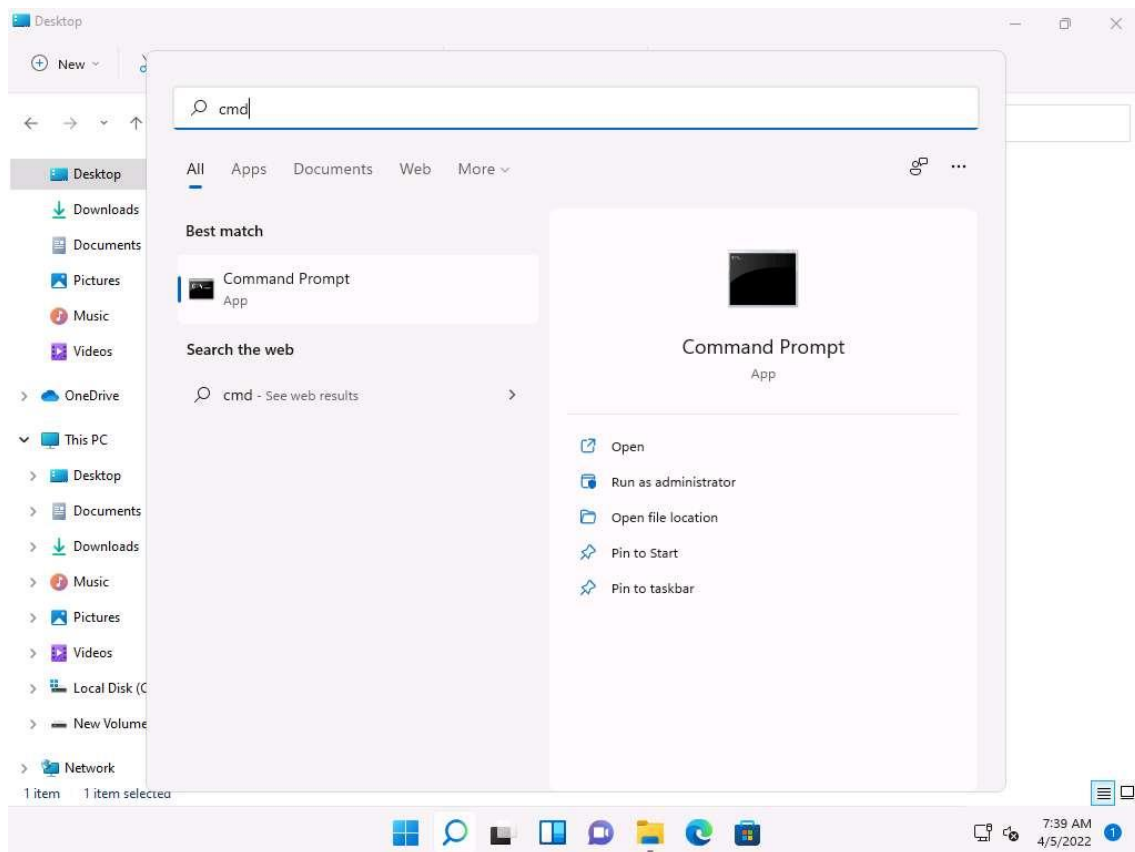 Desktop
New
cmd
All Apps Documents Web More
Best match
Command Prompt
App
Search the web
cmd - See web results
Command Prompt
App
Open
Run as administrator
Open file location
Pin to Start
Pin to taskbar
Desktop
Downloads
Documents
Pictures
Music
Videos
OneDrive
This PC
Desktop
Documents
Downloads
Music
Pictures
Videos
Local Disk (C
New Volume
Network
1 item 1 item selected
7:39 AM
4/5/2022
1